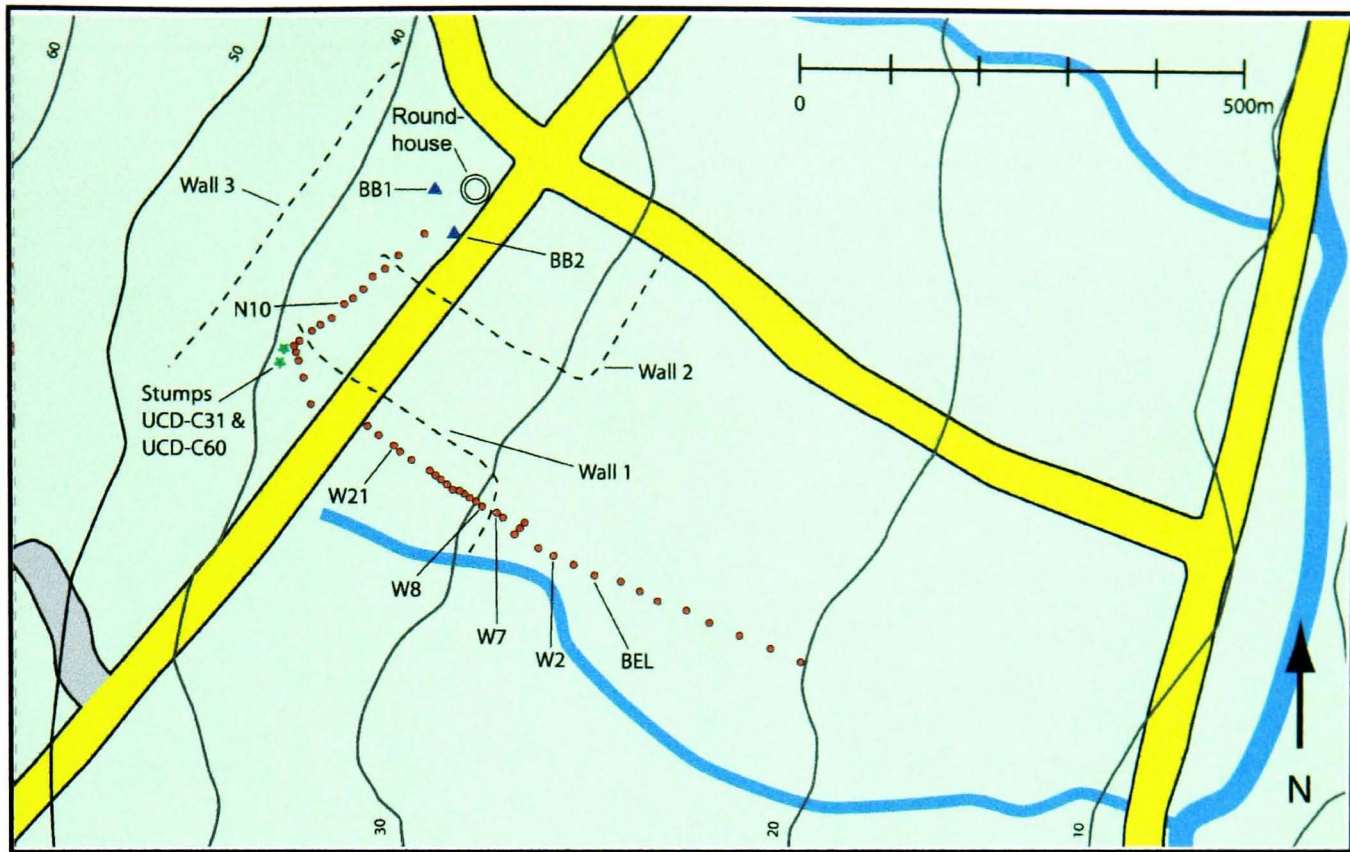 60
50
40
0
500m
Round-
house
Wall 3
BB1
BB2
N10
Wall 2
Stumps
UCD-C31 &
UCD-C60
Wall 1
W21
W8
W7
W2
BEL
N
30
20
10